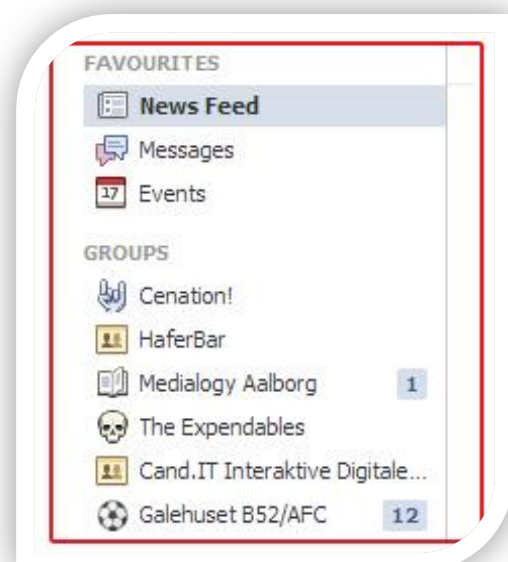 FAVOURITES
News Feed
Messages
17 Events
GROUPS
Cenation!
HaferBar
Medialogy Aalborg 1
The Expendables
Cand.IT Interaktive Digitale...
Galehuset B52/AFC 12